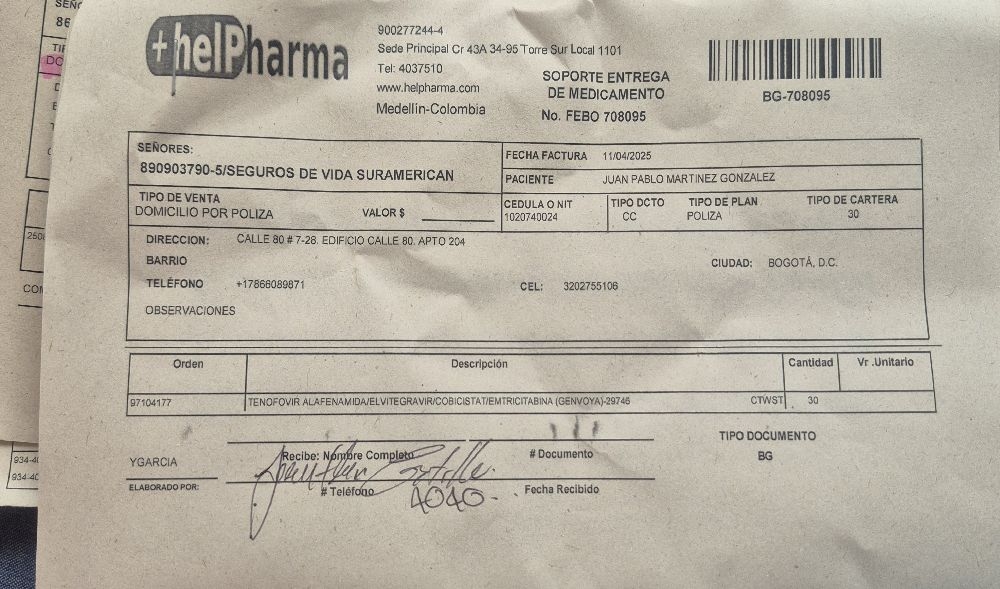 +helPharma
900277244-4
Sede Principal Cr 43A 34-95 Torre Sur Local 1101
Tel: 4037510
www.helpharma.com
Medellin-Colombia
SOPORTE ENTREGA
DE MEDICAMENTO
No. FEBO 708095
BG-708095
SEÑORES:
890903790-5/SEGUROS DE VIDA SURAMERICAN
FECHA FACTURA 11/04/2025
PACIENTE JUAN PABLO MARTINEZ GONZALEZ
TIPO DE VENTA
DOMICILIO POR POLIZA VALOR $
CEDULA O NIT TIPO DCTO TIPO DE PLAN TIPO DE CARTERA
1020740024 CC POLIZA 30
DIRECCION: CALLE 80 # 7-28. EDIFICIO CALLE 80. APTO 204
BARRIO CIUDAD: BOGOTÁ, D.C.
TELÉFONO +17866089871 CEL: 3202755106
OBSERVACIONES
Orden Descripción Cantidad Vr .Unitario
97104177 TENOFOVIR ALAFENAMIDA/ELVITEGRAVIR/COBICISTAT/EMTRICITABINA (GENVOYA)-29746 CTWST 30
Recibe: Nombre Completo # Documento
TIPO DOCUMENTO
BG
YGARCIA
ELABORADO POR: # Teléfono Fecha Recibido
4040-